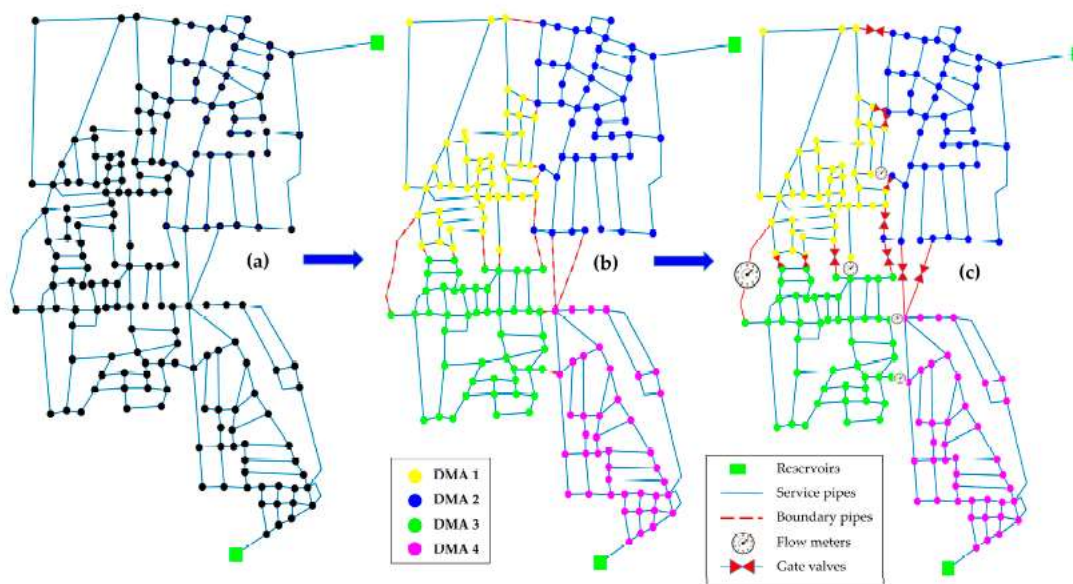 (a)
(b)
(c)
DMA 1
DMA 2
DMA 3
DMA 4
Reservoirs
Service pipes
Boundary pipes
Flow meters
Gate valves